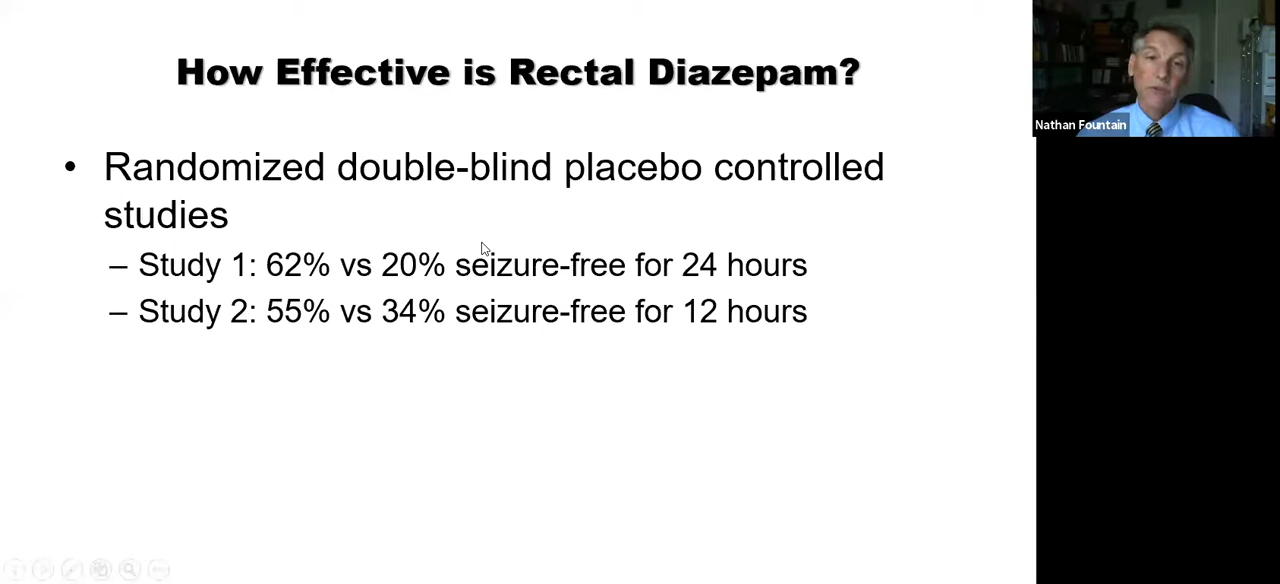 How Effective is Rectal Diazepam?
Nathan Fountain
• Randomized double-blind placebo controlled
studies
– Study 1: 62% vs 20% seizure-free for 24 hours
– Study 2: 55% vs 34% seizure-free for 12 hours